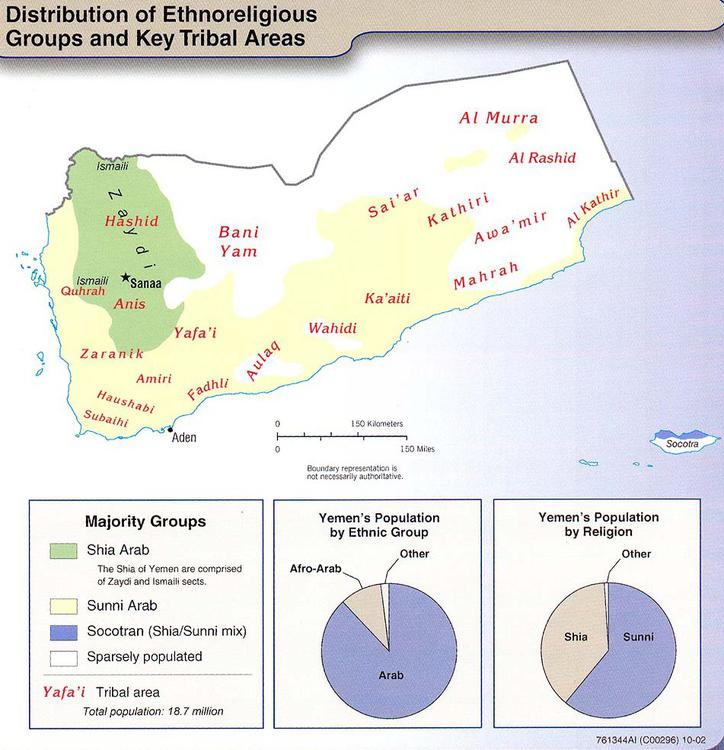 Distribution of Ethnoreligious
Groups and Key Tribal Areas
Al Murra
Ismaili
Al Rashid
Zaydi
Sai'ar
Kathiri
Al Kathir
Hashid
Bani
Yam
Awa'mir
Mahrah
Ismaili
Sanaa
Quhrah
Anis
Ka'aiti
Yafa'i
Wahidi
Zaranik
Aulaq
Amiri
Fadhli
Haushabi
Subaihi
Aden
0 150 Kilometers
0 150 Miles
Boundary representation is
not necessarily authoritative.
Socotra
Majority Groups
Shia Arab
The Shia of Yemen are comprised
of Zaydi and Ismaili sects.
Sunni Arab
Socotran (Shia/Sunni mix)
Sparsely populated
Yafa'i Tribal area
Total population: 18.7 million
Yemen's Population
by Ethnic Group
Other
Afro-Arab
Arab
Yemen's Population
by Religion
Other
Shia
Sunni
761344AI (C00296) 10-02